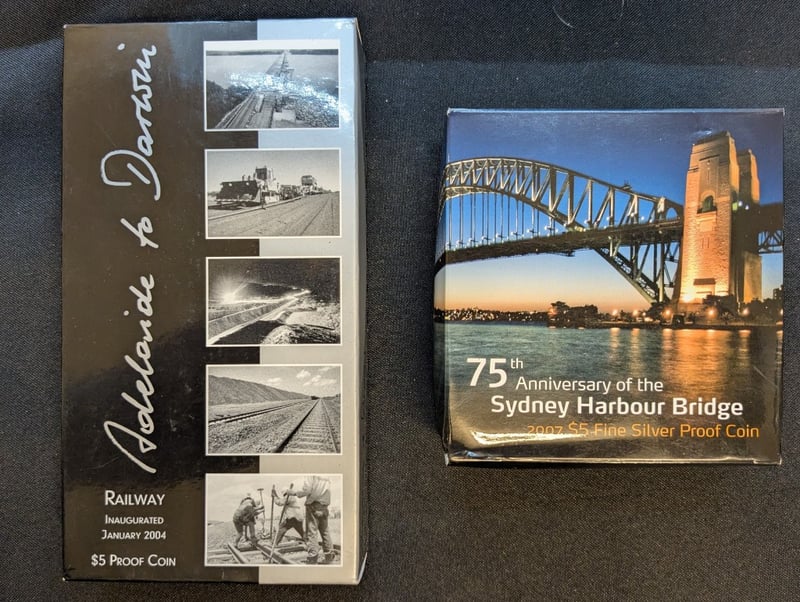 Adelaide to Darwin
RAILWAY
INAUGURATED
JANUARY 2004
$5 PROOF COIN
75th Anniversary of the
Sydney Harbour Bridge
2007 $5 Fine Silver Proof Coin